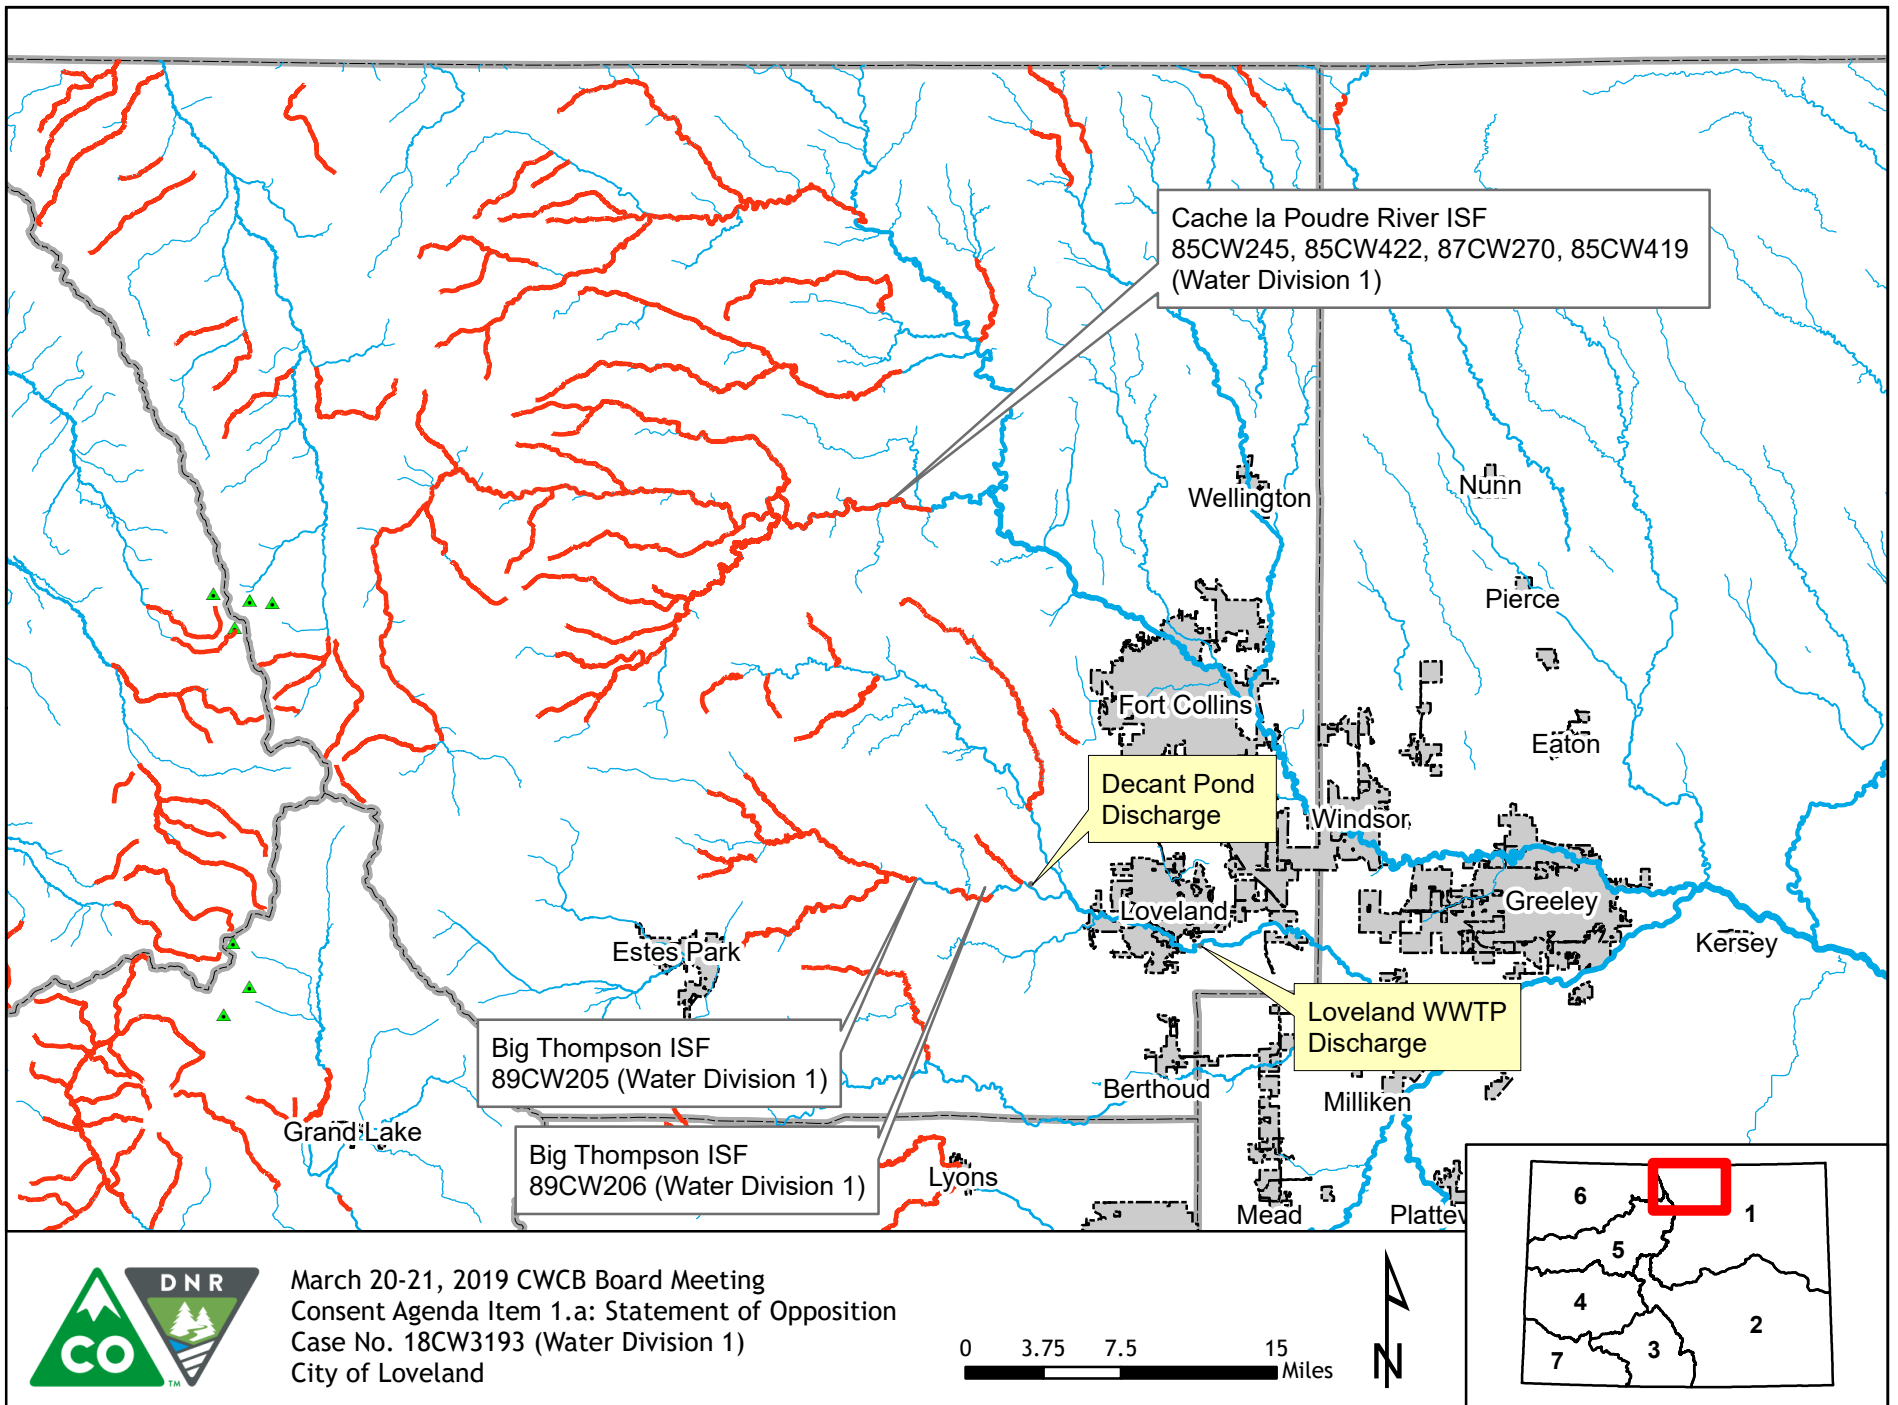 Cache la Poudre River ISF
85CW245, 85CW422, 87CW270, 85CW419
(Water Division 1)
Wellington
Nunn
Pierce
Fort Collins
Eaton
Decant Pond
Discharge
Windsor
Loveland
Greeley
Kersey
Estes Park
Loveland WWTP
Discharge
Big Thompson ISF
89CW205 (Water Division 1)
Berthoud
Milliken
Grand Lake
Big Thompson ISF
89CW206 (Water Division 1)
Lyons
Mead
Plattev
6
1
5
4
2
3
7
DNR
CO
TM
March 20-21, 2019 CWCB Board Meeting
Consent Agenda Item 1.a: Statement of Opposition
Case No. 18CW3193 (Water Division 1)
City of Loveland
0 3.75 7.5 15
Miles
N